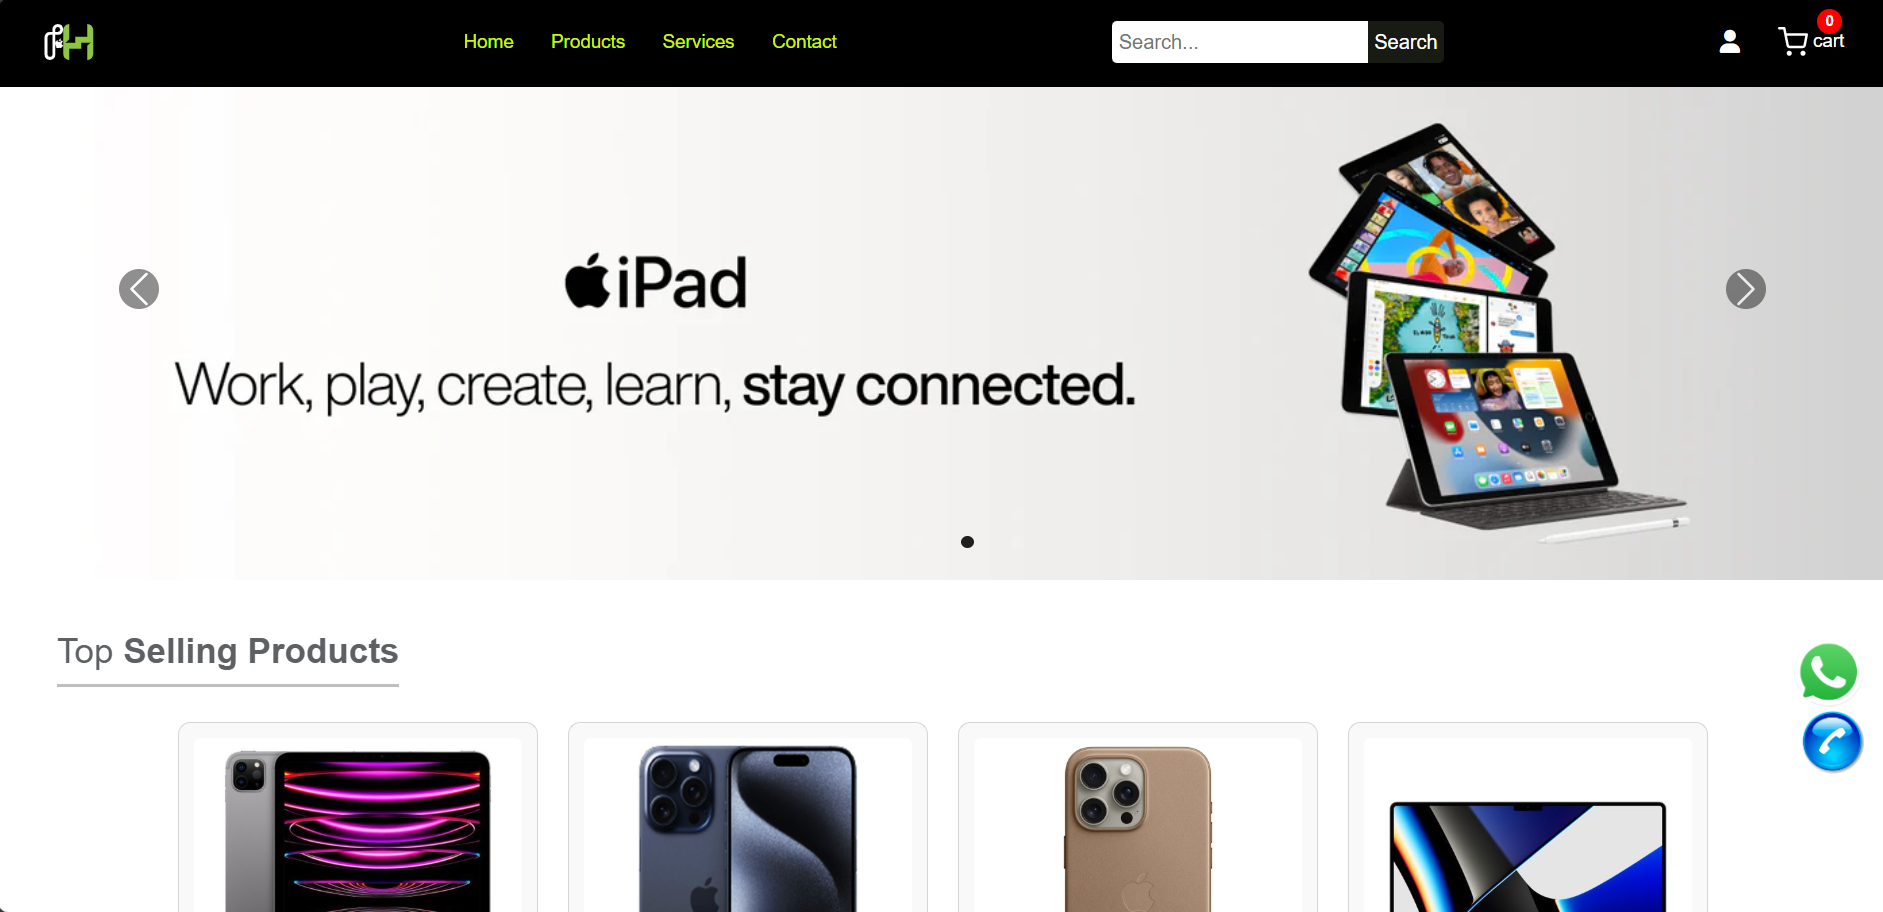 Home
Products
Services
Contact
Search...
Search
0
cart
iPad
Work, play, create, learn, stay connected.
Top Selling Products